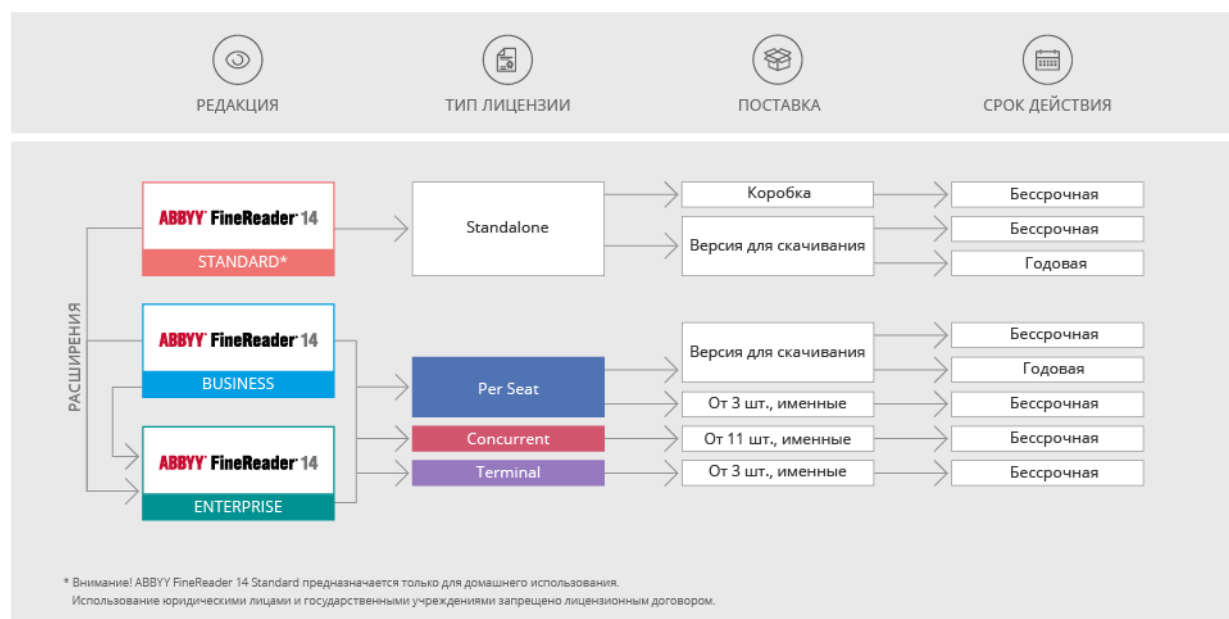 РЕДАКЦИЯ
ТИП ЛИЦЕНЗИИ
ПОСТАВКА
СРОК ДЕЙСТВИЯ
РАСШИРЕНИЯ
ABBYY FineReader 14
STANDARD*
Standalone
Коробка
Бессрочная
Версия для скачивания
Бессрочная
Годовая
ABBYY FineReader 14
BUSINESS
ABBYY FineReader 14
ENTERPRISE
Per Seat
Версия для скачивания
Бессрочная
Годовая
От 3 шт., именные
Бессрочная
Concurrent
От 11 шт., именные
Бессрочная
Terminal
От 3 шт., именные
Бессрочная
* Внимание! ABBYY FineReader 14 Standard предназначается только для домашнего использования.
Использование юридическими лицами и государственными учреждениями запрещено лицензионным договором.